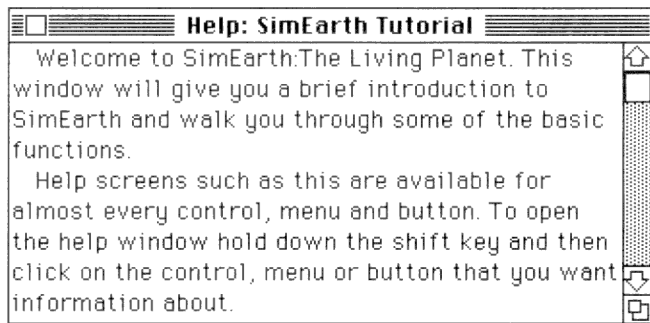 Help: SimEarth Tutorial
Welcome to SimEarth:The Living Planet. This
window will give you a brief introduction to
SimEarth and walk you through some of the basic
functions.
Help screens such as this are available for
almost every control, menu and button. To open
the help window hold down the shift key and then
click on the control, menu or button that you want
information about.